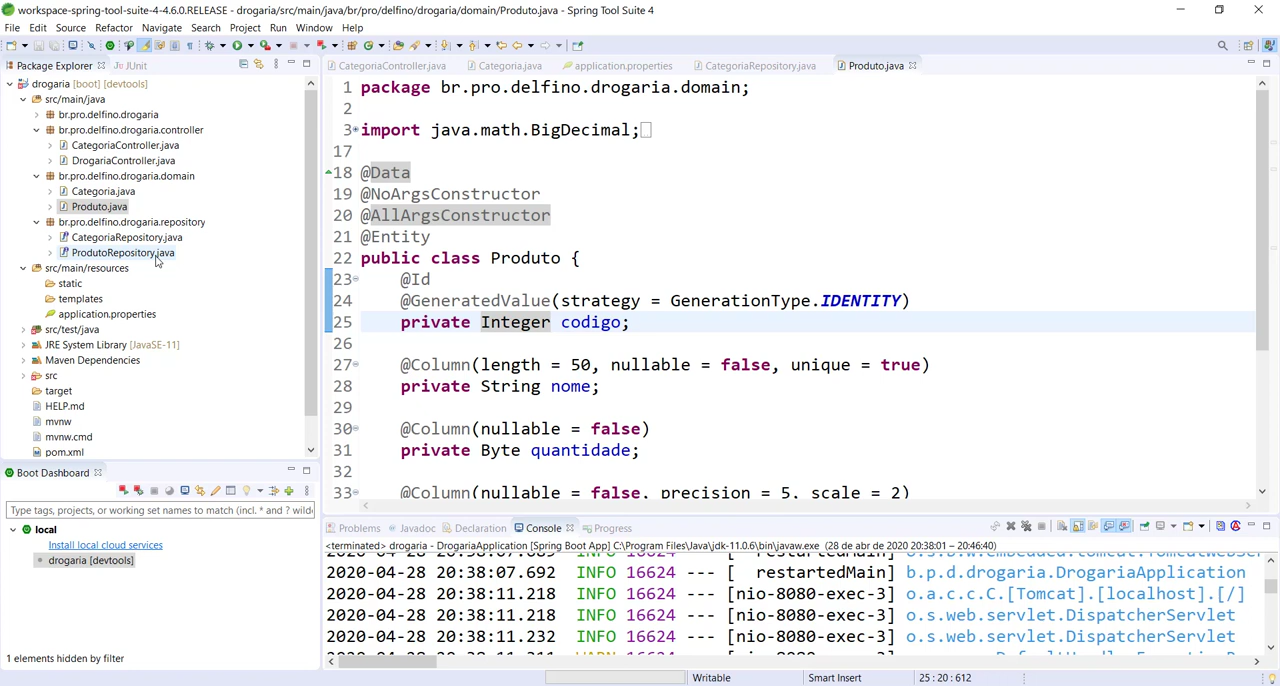 workspace-spring-tool-suite-4-4.6.0.RELEASE - drogaria/src/main/java/br/pro/delfino/drogaria/domain/Produto.java - Spring Tool Suite 4
File Edit Source Refactor Navigate Search Project Run Window Help
Package Explorer JUnit
drogaria [boot] [devtools]
src/main/java
br.pro.delfino.drogaria
br.pro.delfino.drogaria.controller
CategoriaController.java
DrogariaController.java
br.pro.delfino.drogaria.domain
Categoria.java
Produto.java
br.pro.delfino.drogaria.repository
CategoriaRepository.java
ProdutoRepository.java
src/main/resources
static
templates
application.properties
src/test/java
JRE System Library [JavaSE-11]
Maven Dependencies
src
target
HELP.md
mvnw
mvnw.cmd
pom.xml
Boot Dashboard
Type tags, projects, or working set names to match (incl. * and ? wild
local
Install local cloud services
drogaria [devtools]
1 elements hidden by filter
CategoriaController.java Categoria.java application.properties CategoriaRepository.java Produto.java
1 package br.pro.delfino.drogaria.domain;
2
3 import java.math.BigDecimal;
17
18 @Data
19 @NoArgsConstructor
20 @AllArgsConstructor
21 @Entity
22 public class Produto {
23 @Id
24 @GeneratedValue(strategy = GenerationType.IDENTITY)
25 private Integer codigo;
26
27 @Column(length = 50, nullable = false, unique = true)
28 private String nome;
29
30 @Column(nullable = false)
31 private Byte quantidade;
32
33 @Column(nullable = false, precision = 5, scale = 2)
Problems Javadoc Declaration Console Progress
<terminated> drogaria - DrogariaApplication [Spring Boot App] C:\Program Files\Java\jdk-11.0.6\bin\javaw.exe (28 de abr de 2020 20:38:01 – 20:46:40)
2020-04-28 20:38:07.692 INFO 16624 --- [ restartedMain] b.p.d.drogaria.DrogariaApplication
2020-04-28 20:38:11.218 INFO 16624 --- [nio-8080-exec-3] o.a.c.c.C.[Tomcat].[localhost].[/]
2020-04-28 20:38:11.218 INFO 16624 --- [nio-8080-exec-3] o.s.web.servlet.DispatcherServlet
2020-04-28 20:38:11.232 INFO 16624 --- [nio-8080-exec-3] o.s.web.servlet.DispatcherServlet
Writable Smart Insert 25 : 20 : 612